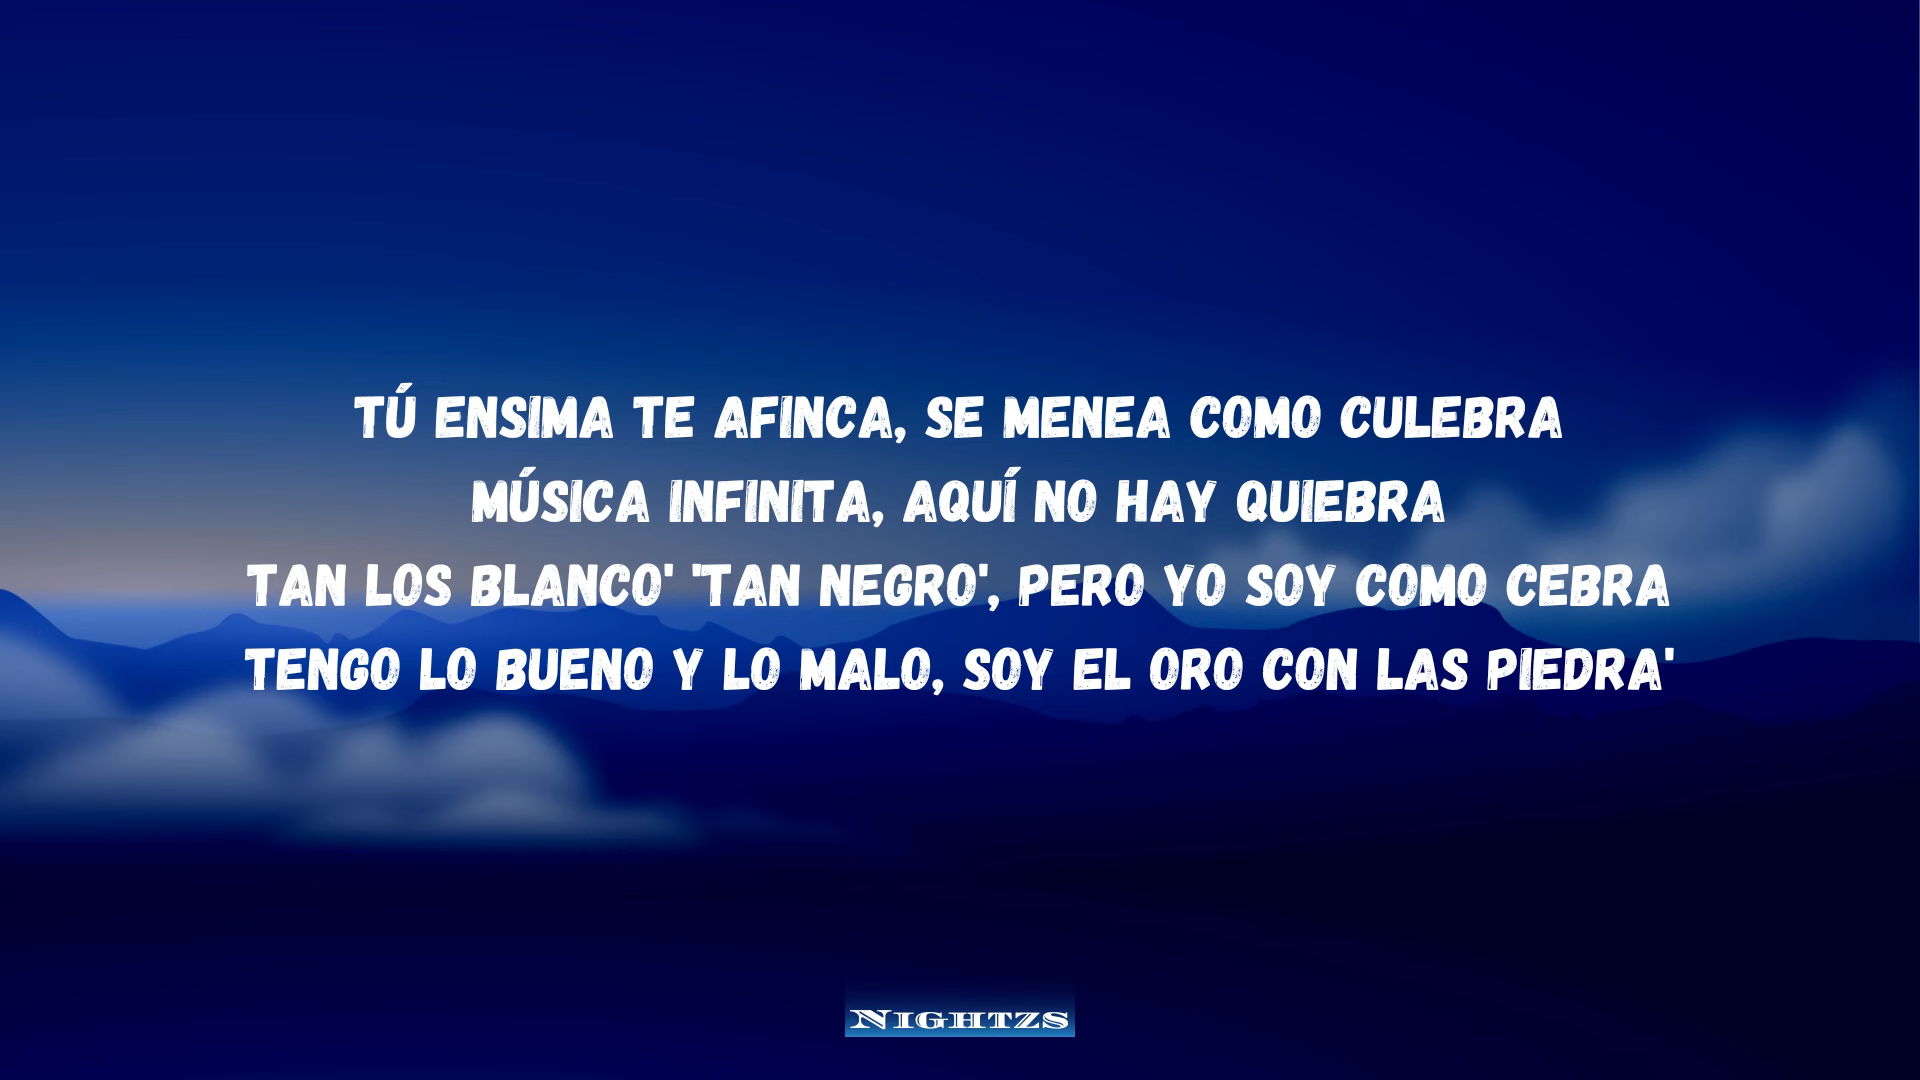 TÚ ENSIMA TE AFINCA, SE MENEA COMO CULEBRA
MÚSICA INFINITA, AQUÍ NO HAY QUIEBRA
TAN LOS BLANCO' 'TAN NEGRO', PERO YO SOY COMO CEBRA
TENGO LO BUENO Y LO MALO, SOY EL ORO CON LAS PIEDRA'
NIGHTZS